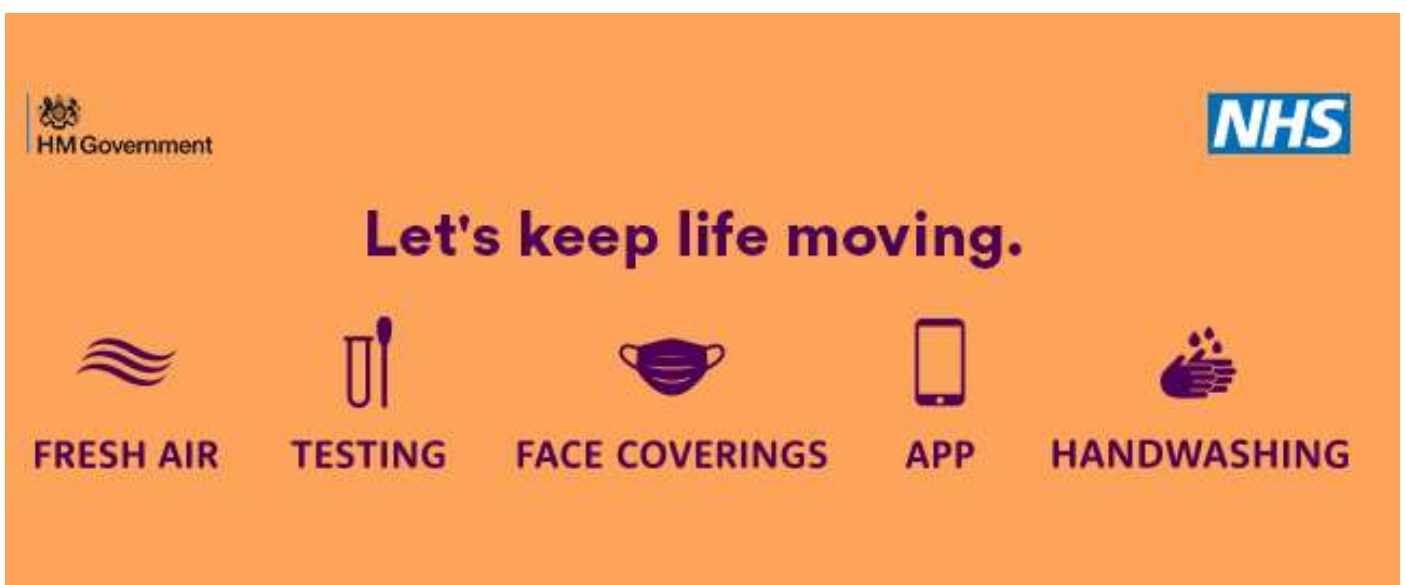 HM Government
NHS
Let's keep life moving.
FRESH AIR
TESTING
FACE COVERINGS
APP
HANDWASHING